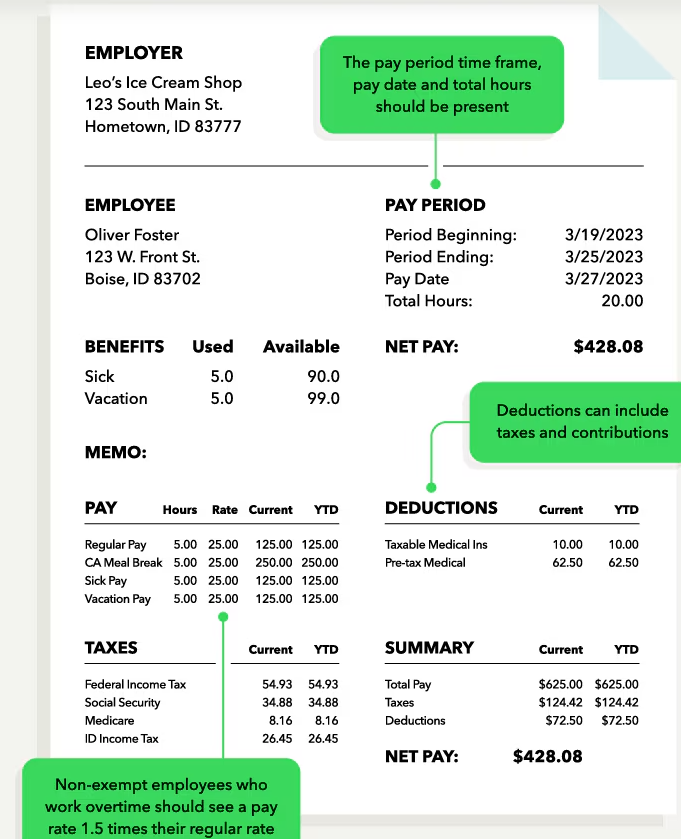 EMPLOYER
Leo's Ice Cream Shop
123 South Main St.
Hometown, ID 83777
The pay period time frame,
pay date and total hours
should be present
EMPLOYEE
Oliver Foster
123 W. Front St.
Boise, ID 83702
PAY PERIOD
Period Beginning: 3/19/2023
Period Ending: 3/25/2023
Pay Date 3/27/2023
Total Hours: 20.00
BENEFITS Used Available
Sick 5.0 90.0
Vacation 5.0 99.0
NET PAY: $428.08
Deductions can include
taxes and contributions
MEMO:
PAY Hours Rate Current YTD
Regular Pay 5.00 25.00 125.00 125.00
CA Meal Break 5.00 25.00 250.00 250.00
Sick Pay 5.00 25.00 125.00 125.00
Vacation Pay 5.00 25.00 125.00 125.00
DEDUCTIONS Current YTD
Taxable Medical Ins 10.00 10.00
Pre-tax Medical 62.50 62.50
TAXES Current YTD
Federal Income Tax 54.93 54.93
Social Security 34.88 34.88
Medicare 8.16 8.16
ID Income Tax 26.45 26.45
SUMMARY Current YTD
Total Pay $625.00 $625.00
Taxes $124.42 $124.42
Deductions $72.50 $72.50
NET PAY: $428.08
Non-exempt employees who
work overtime should see a pay
rate 1.5 times their regular rate